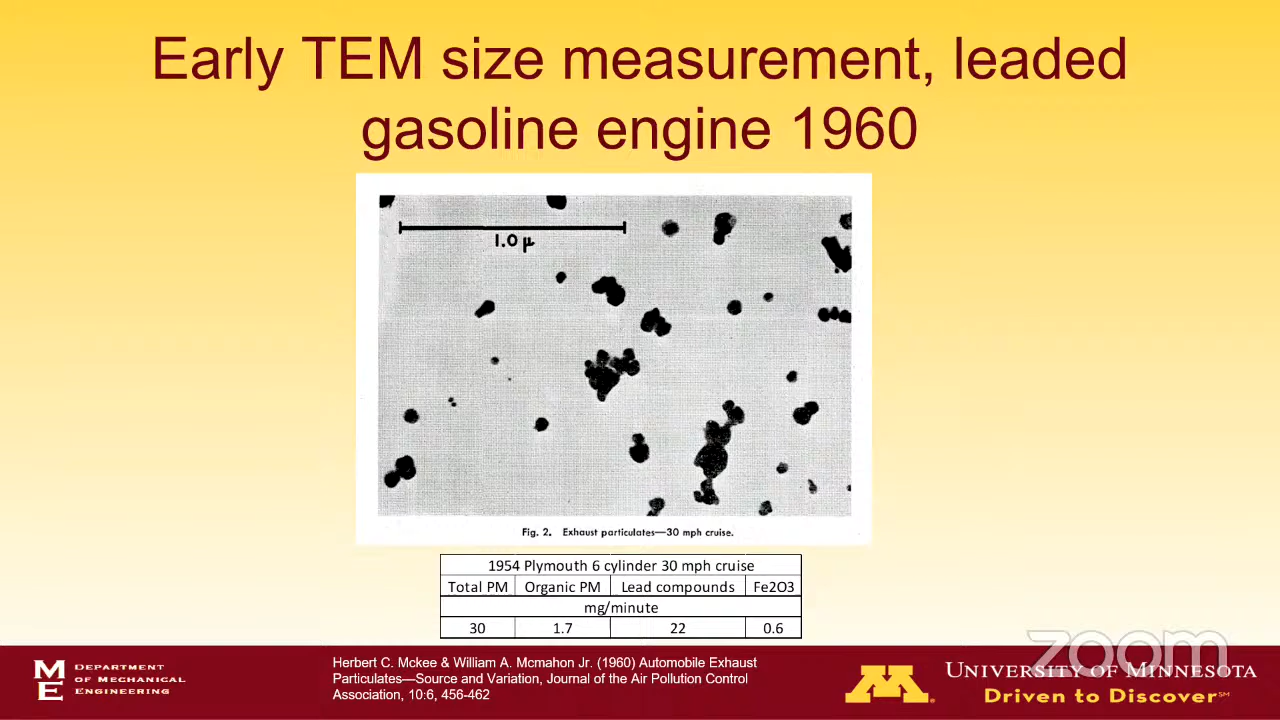 Early TEM size measurement, leaded
gasoline engine 1960
1.0 μ
Fig. 2. Exhaust particulates—30 mph cruise.
1954 Plymouth 6 cylinder 30 mph cruise
Total PM Organic PM Lead compounds Fe2O3
mg/minute
30 1.7 22 0.6
M
E
DEPARTMENT
OF MECHANICAL
ENGINEERING
Herbert C. Mckee & William A. Mcmahon Jr. (1960) Automobile Exhaust
Particulates—Source and Variation, Journal of the Air Pollution Control
Association, 10:6, 456-462
M
zoom
UNIVERSITY OF MINNESOTA
Driven to Discover℠